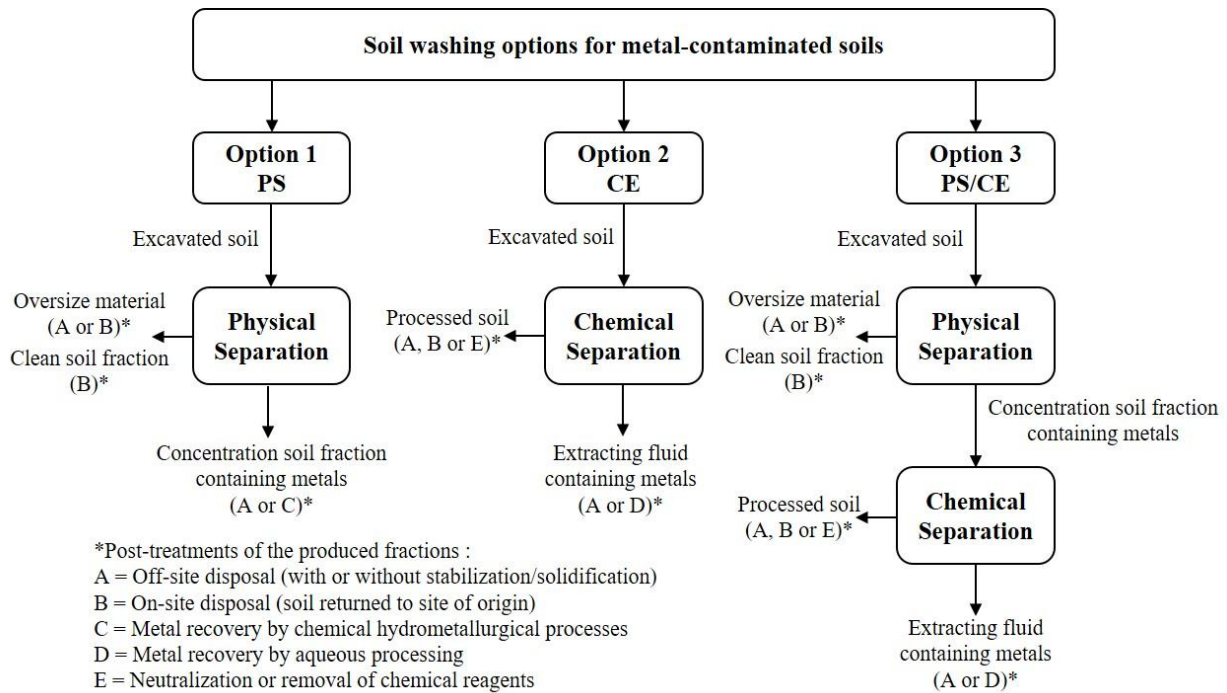 Soil washing options for metal-contaminated soils
Option 1
PS
Excavated soil
Oversize material
(A or B)*
Clean soil fraction
(B)*
Physical
Separation
Concentration soil fraction
containing metals
(A or C)*
Option 2
CE
Excavated soil
Processed soil
(A, B or E)*
Chemical
Separation
Extracting fluid
containing metals
(A or D)*
Option 3
PS/CE
Excavated soil
Oversize material
(A or B)*
Clean soil fraction
(B)*
Physical
Separation
Concentration soil fraction
containing metals
Processed soil
(A, B or E)*
Chemical
Separation
Extracting fluid
containing metals
(A or D)*
*Post-treatments of the produced fractions :
A = Off-site disposal (with or without stabilization/solidification)
B = On-site disposal (soil returned to site of origin)
C = Metal recovery by chemical hydrometallurgical processes
D = Metal recovery by aqueous processing
E = Neutralization or removal of chemical reagents